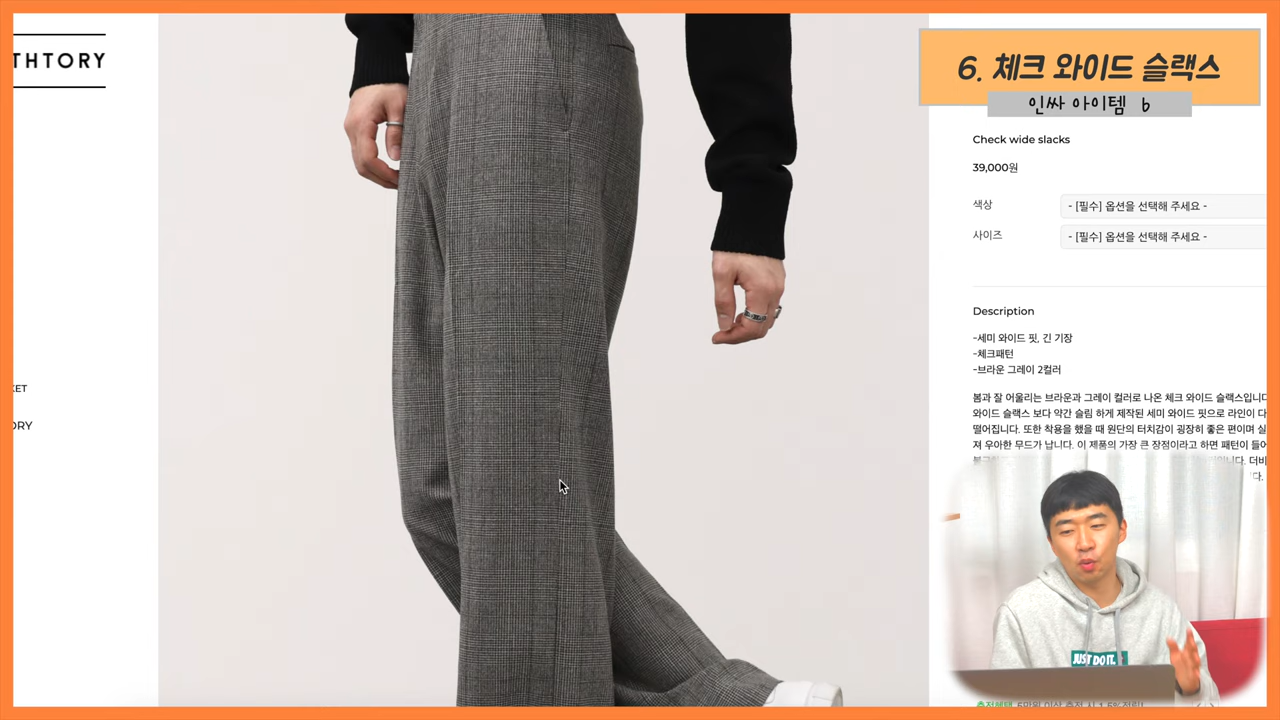 THTORY
6. 체크 와이드 슬랙스
인싸 아이템 b
Check wide slacks
39,000원
색상
- [필수] 옵션을 선택해 주세요 -
사이즈
- [필수] 옵션을 선택해 주세요 -
Description
-세미 와이드 핏, 긴 기장
-체크패턴
-브라운 그레이 2컬러
봄과 잘 어울리는 브라운과 그레이 컬러로 나온 체크 와이드 슬랙스입니다
와이드 슬랙스 보다 약간 슬림 하게 제작된 세미 와이드 핏으로 라인이 다
떨어집니다. 또한 착용을 했을 때 원단의 터치감이 굉장히 좋은 편이며 실
져 우아한 무드가 납니다. 이 제품의 가장 큰 장점이라고 하면 패턴이 들어
니다. 더비
다.
KET
ORY
JUST DO IT.